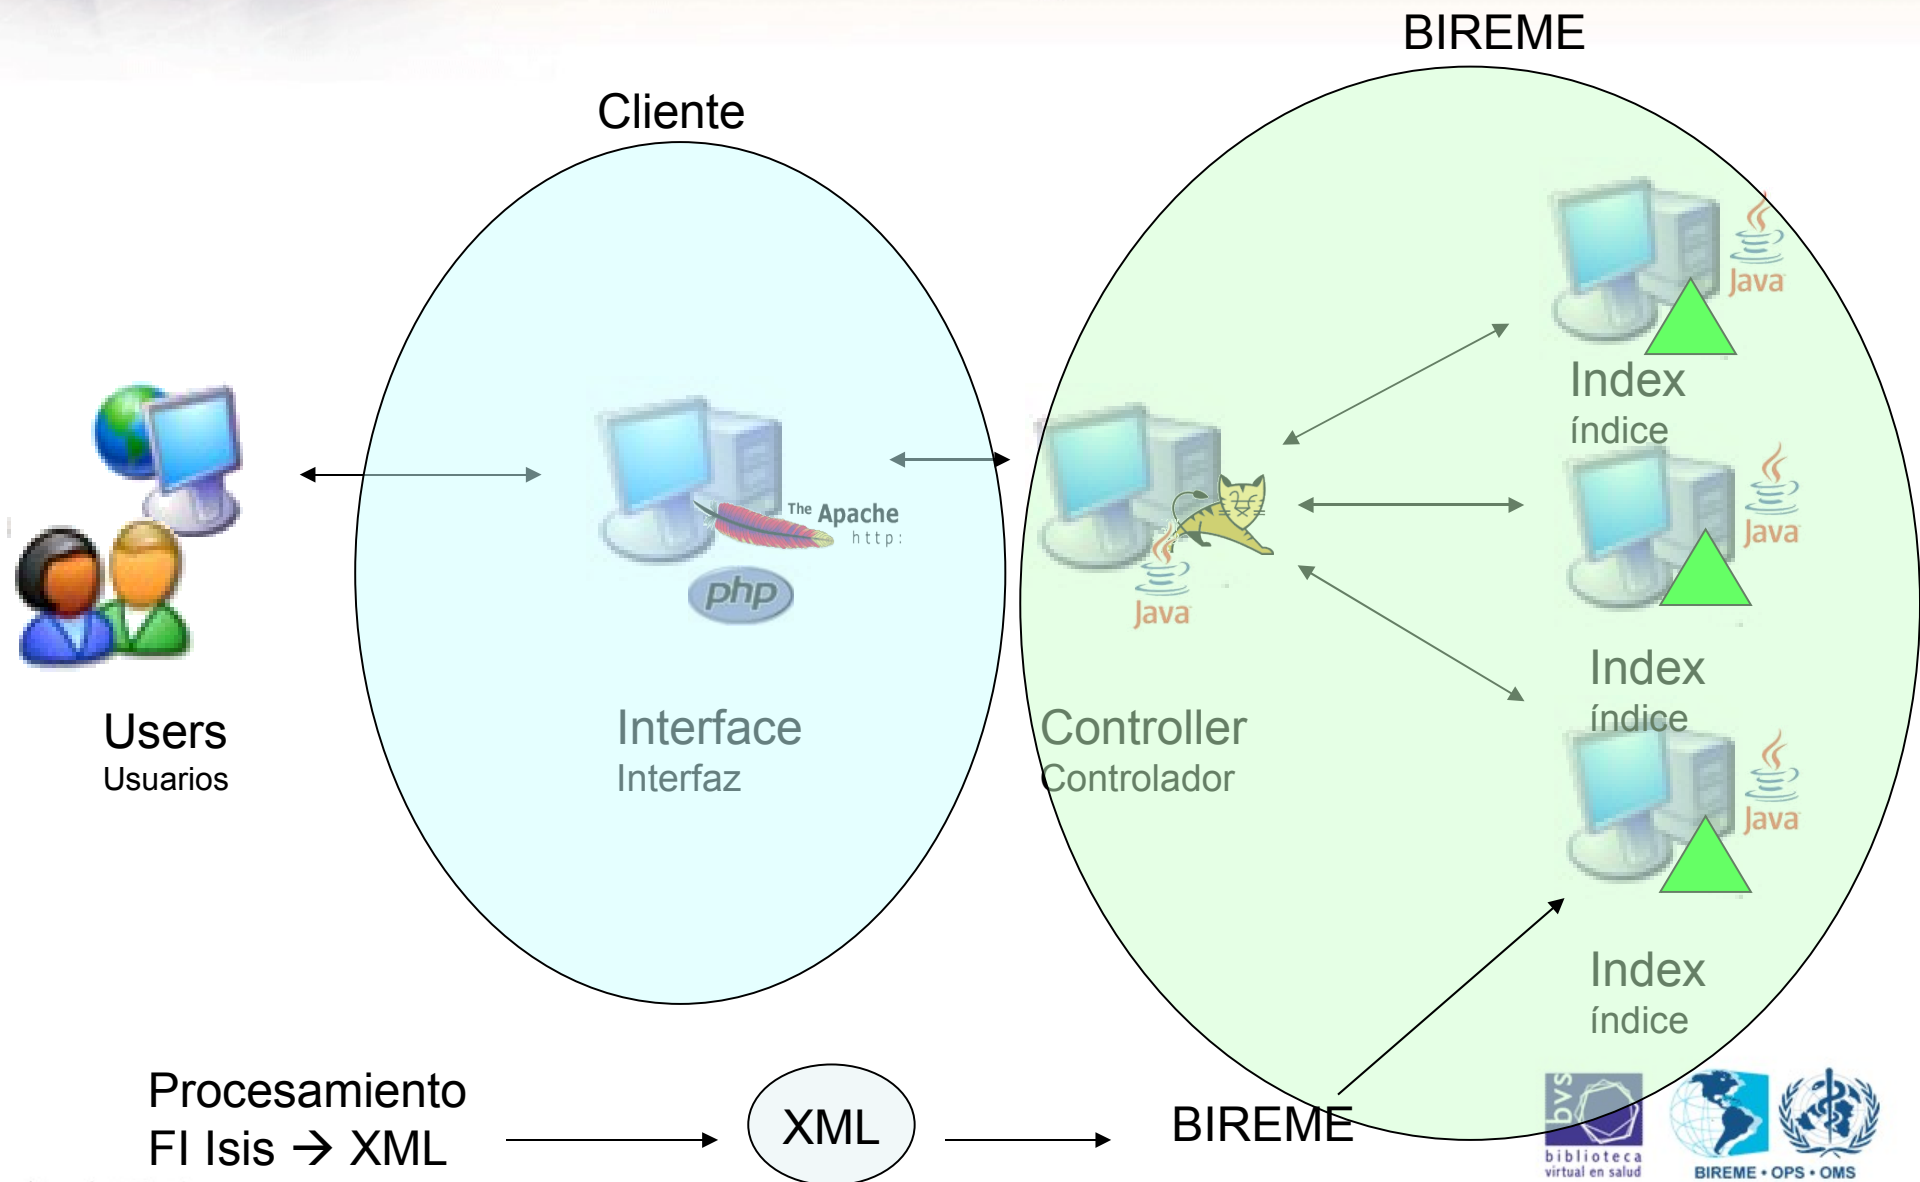 BIREME
Cliente
Java
Index
índice
The Apache
http:
php
Java
Java
Index
índice
Java
Users
Usuarios
Interface
Interfaz
Controller
Controlador
Index
índice
Procesamiento
FI Isis → XML
XML
BIREME
bvs
biblioteca
virtual en salud
BIREME • OPS • OMS